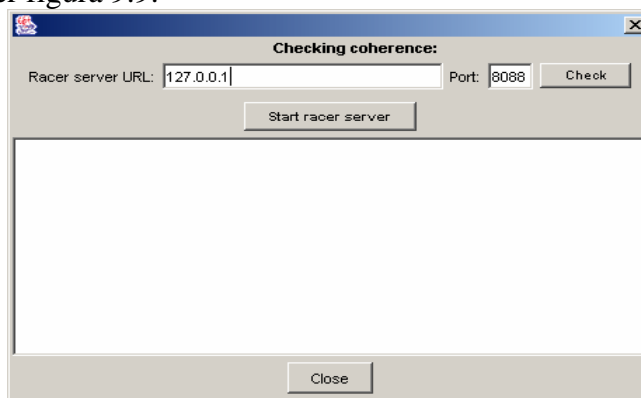 er figura 9.9.
Checking coherence:
Racer server URL: 127.0.0.1 Port: 8088 Check
Start racer server
Close